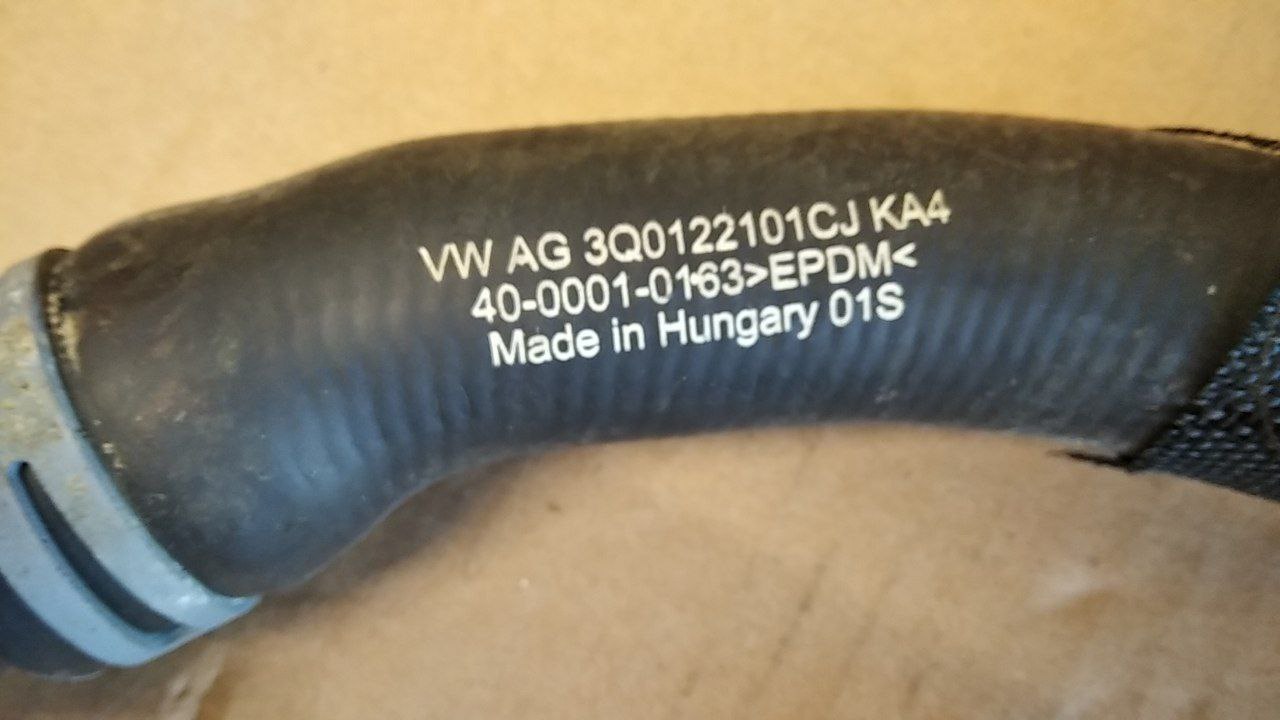 VW AG 3Q0122101CJ KA4
40-0001-0163>EPDM<
Made in Hungary 01S